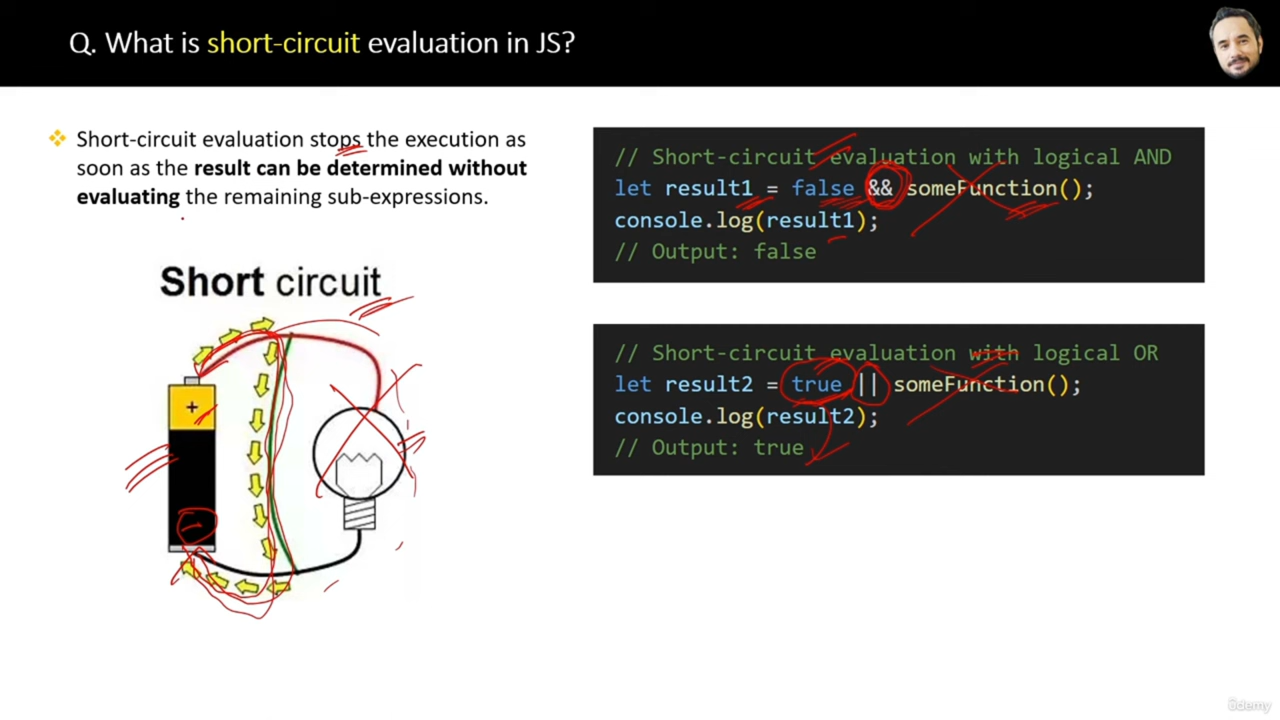 Q. What is short-circuit evaluation in JS?
Short-circuit evaluation stops the execution as
soon as the result can be determined without
evaluating the remaining sub-expressions.
Short circuit
+
-
// Short-circuit evaluation with logical AND
let result1 = false && someFunction();
console.log(result1);
// Output: false
// Short-circuit evaluation with logical OR
let result2 = true || someFunction();
console.log(result2);
// Output: true
ûdemy